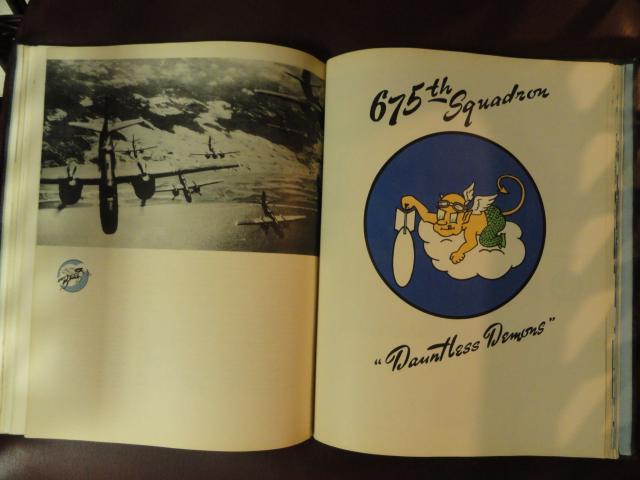 675th
Squadron
"Dauntless Demons"